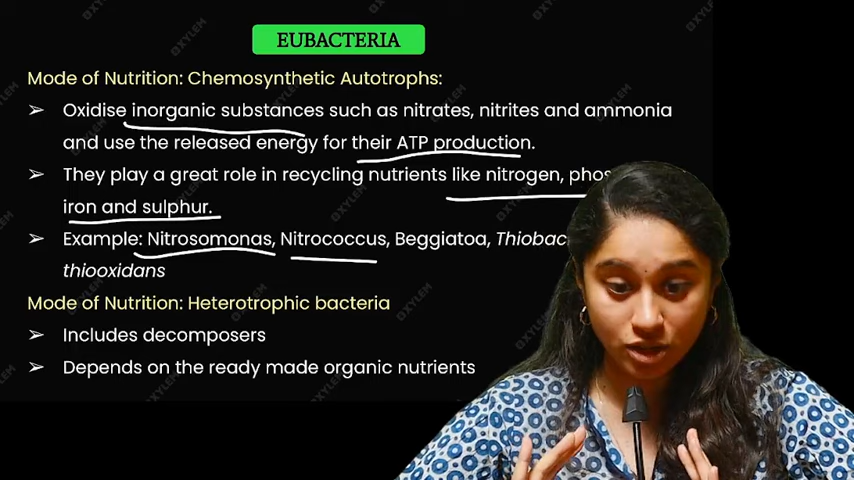 EUBACTERIA
Mode of Nutrition: Chemosynthetic Autotrophs:
➢ Oxidise inorganic substances such as nitrates, nitrites and ammonia
and use the released energy for their ATP production.
➢ They play a great role in recycling nutrients like nitrogen,
iron and sulphur.
➢ Example: Nitrosomonas, Nitrococcus, Beggiatoa,
thiooxidans
Mode of Nutrition: Heterotrophic bacteria
➢ Includes decomposers
➢ Depends on the ready made organic nutrients